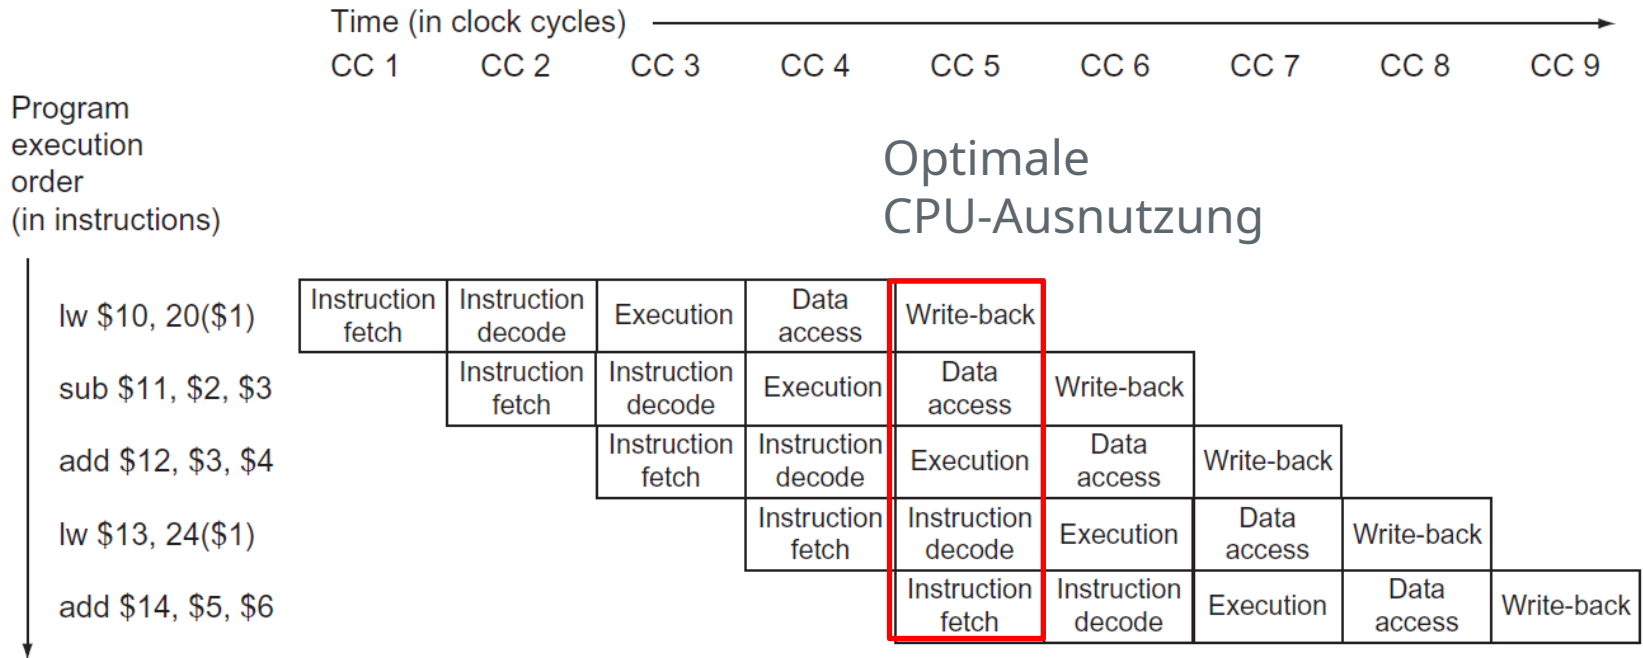 Time (in clock cycles)
CC 1 CC 2 CC 3 CC 4 CC 5 CC 6 CC 7 CC 8 CC 9
Program
execution
order
(in instructions)
Optimale
CPU-Ausnutzung
lw $10, 20($1)
Instruction fetch
Instruction decode
Execution
Data access
Write-back
sub $11, $2, $3
Instruction fetch
Instruction decode
Execution
Data access
Write-back
add $12, $3, $4
Instruction fetch
Instruction decode
Execution
Data access
Write-back
lw $13, 24($1)
Instruction fetch
Instruction decode
Execution
Data access
Write-back
add $14, $5, $6
Instruction fetch
Instruction decode
Execution
Data access
Write-back